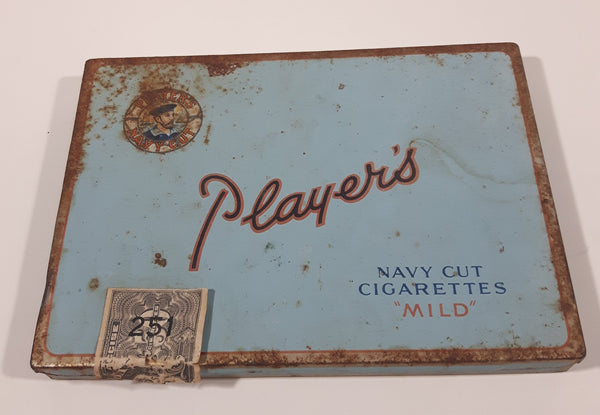 Player's
NAVY CUT
CIGARETTES
"MILD"
251